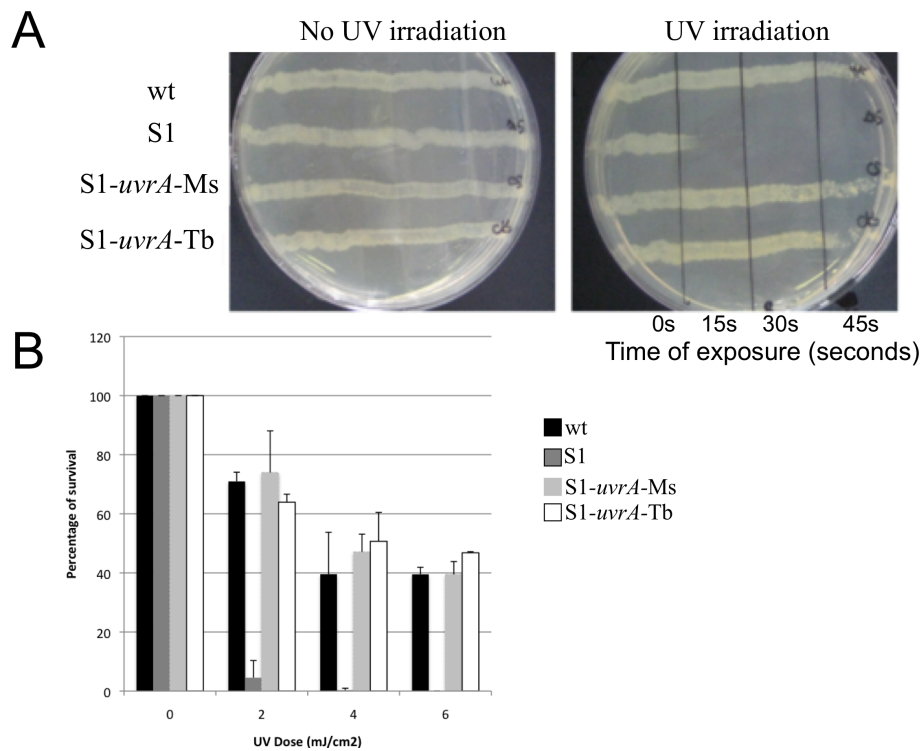 A
No UV irradiation
UV irradiation
wt
S1
S1-uvrA-Ms
S1-uvrA-Tb
0s 15s 30s 45s
Time of exposure (seconds)
B
120
100
80
60
40
20
0
Percentage of survival
0 2 4 6
UV Dose (mJ/cm2)
wt
S1
S1-uvrA-Ms
S1-uvrA-Tb